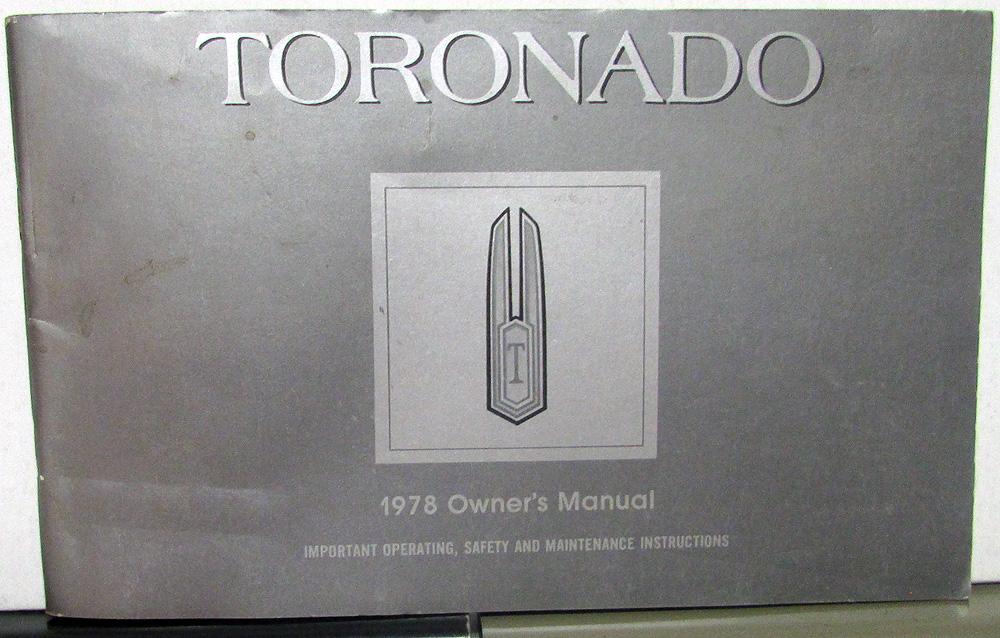 TORONADO
T
1978 Owner's Manual
IMPORTANT OPERATING, SAFETY AND MAINTENANCE INSTRUCTIONS